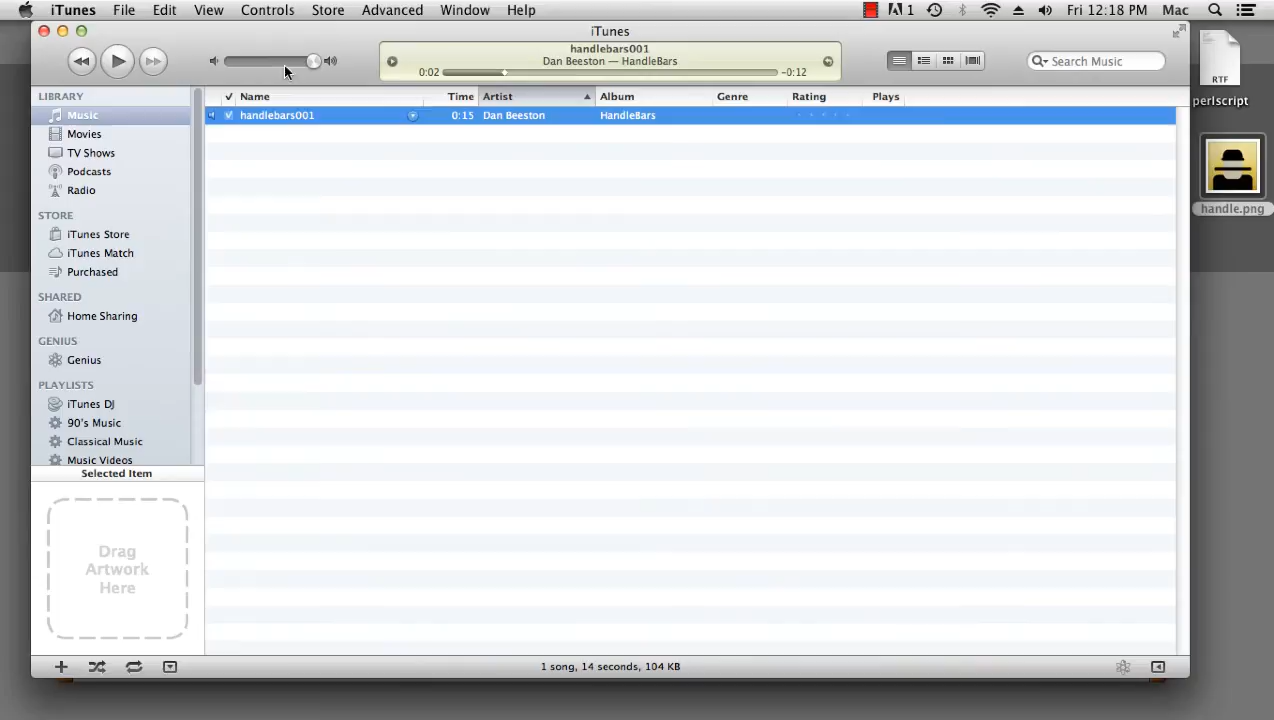 iTunes File Edit View Controls Store Advanced Window Help 1 Fri 12:18 PM Mac
iTunes
handlebars001
Dan Beeston — HandleBars
0:02 -0:12
Search Music
LIBRARY
Music
Movies
TV Shows
Podcasts
Radio
STORE
iTunes Store
iTunes Match
Purchased
SHARED
Home Sharing
GENIUS
Genius
PLAYLISTS
iTunes DJ
90's Music
Classical Music
Music Videos
Selected Item
Drag
Artwork
Here
✓ Name Time Artist Album Genre Rating Plays
handlebars001 0:15 Dan Beeston HandleBars
1 song, 14 seconds, 104 KB
RTF
perlscript
handle.png